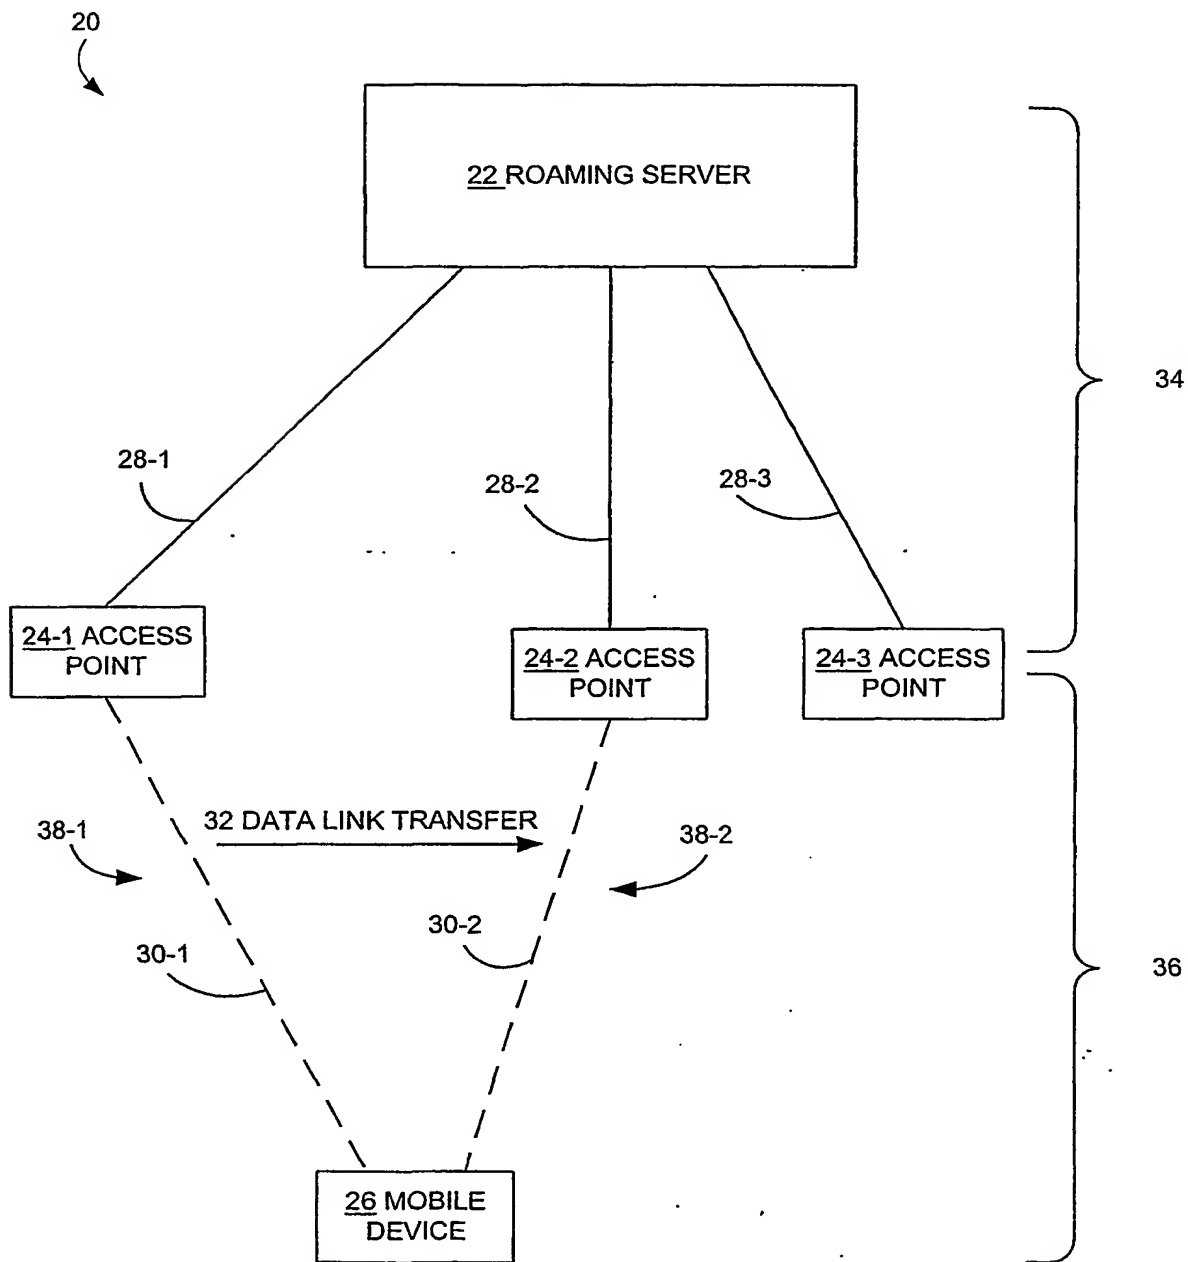 20
22 ROAMING SERVER
34
28-1
28-2
28-3
24-1 ACCESS
POINT
24-2 ACCESS
POINT
24-3 ACCESS
POINT
32 DATA LINK TRANSFER
38-1
38-2
30-1
30-2
36
26 MOBILE
DEVICE